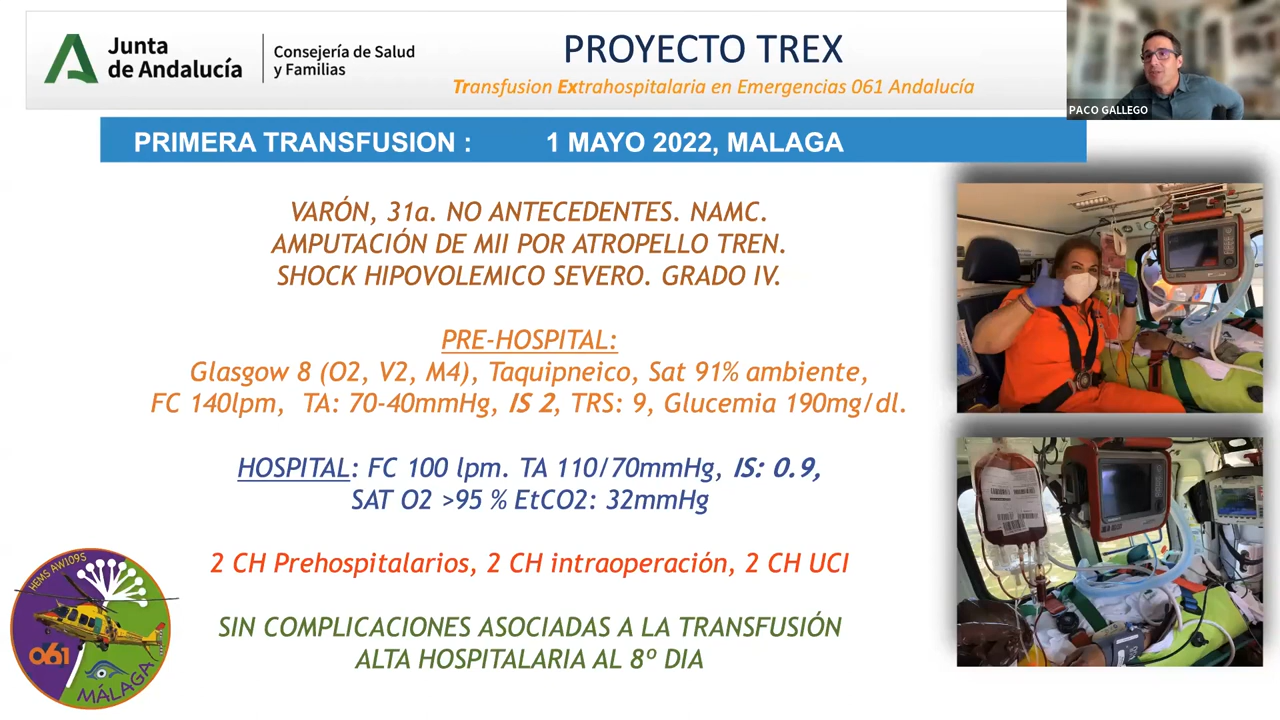 Junta
de Andalucía
Consejería de Salud
y Familias
PROYECTO TREX
Transfusion Extrahospitalaria en Emergencias 061 Andalucía
PACO GALLEGO
PRIMERA TRANSFUSION : 1 MAYO 2022, MALAGA
VARÓN, 31a. NO ANTECEDENTES. NAMC.
AMPUTACIÓN DE MII POR ATROPELLO TREN.
SHOCK HIPOVOLEMICO SEVERO. GRADO IV.
PRE-HOSPITAL:
Glasgow 8 (O2, V2, M4), Taquipneico, Sat 91% ambiente,
FC 140lpm, TA: 70-40mmHg, IS 2, TRS: 9, Glucemia 190mg/dl.
HOSPITAL: FC 100 lpm. TA 110/70mmHg, IS: 0.9,
SAT O2 >95 % EtCO2: 32mmHg
2 CH Prehospitalarios, 2 CH intraoperación, 2 CH UCI
SIN COMPLICACIONES ASOCIADAS A LA TRANSFUSIÓN
ALTA HOSPITALARIA AL 8º DIA
HEMS AW109S
061
MÁLAGA